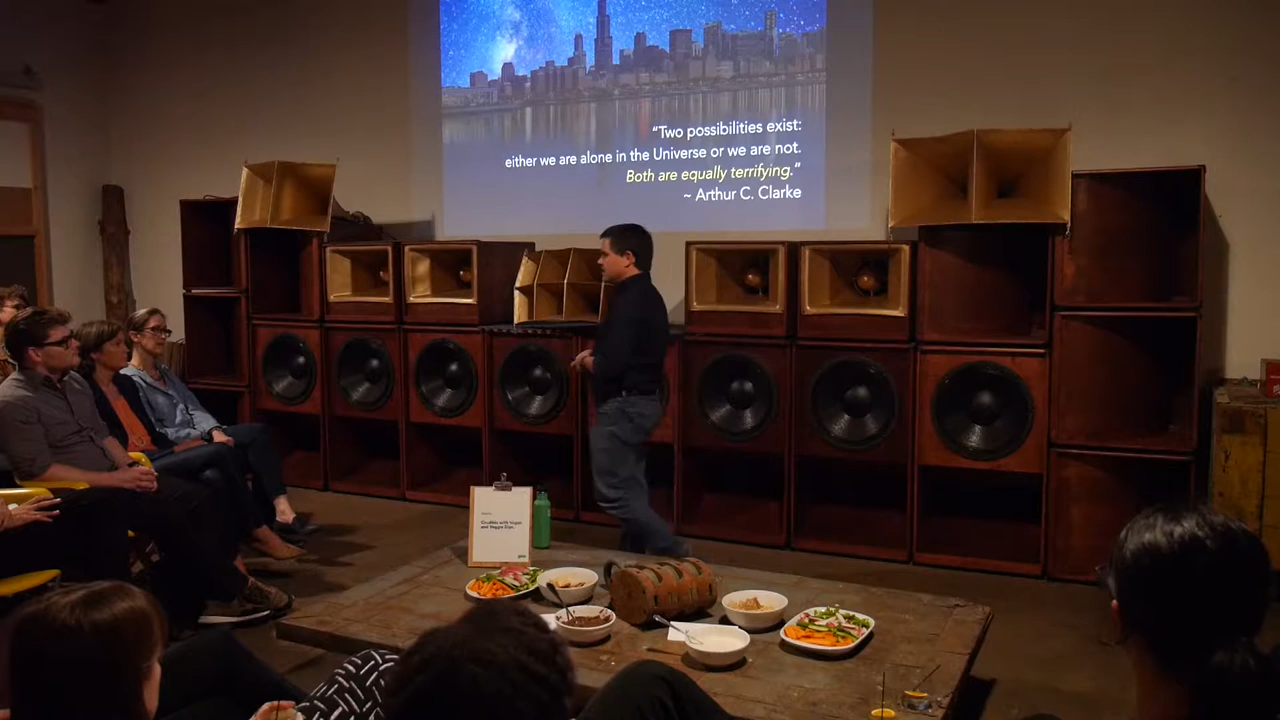 “Two possibilities exist:
either we are alone in the Universe or we are not.
Both are equally terrifying.”
~ Arthur C. Clarke
Crudités with Vegan
and Veggie Dips